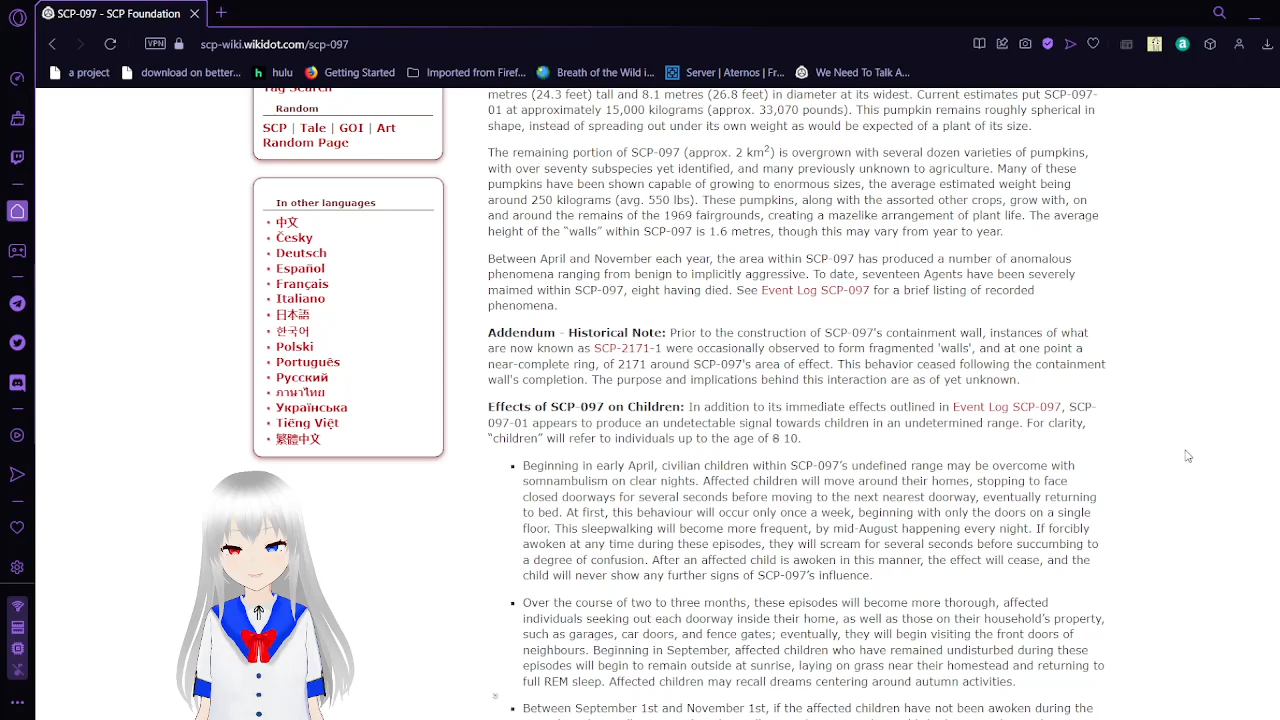 SCP-097 - SCP Foundation
VPN
scp-wiki.wikidot.com/scp-097
a project
download on better...
hulu
Getting Started
Imported from Firef...
Breath of the Wild i...
Server | Aternos | Fr...
We Need To Talk A...
Tag Search
Random
SCP | Tale | GOI | Art
Random Page
In other languages
中文
Česky
Deutsch
Español
Français
Italiano
日本語
한국어
Polski
Português
Русский
ภาษาไทย
Українська
Tiếng Việt
繁體中文
metres (24.3 feet) tall and 8.1 metres (26.8 feet) in diameter at its widest. Current estimates put SCP-097-
01 at approximately 15,000 kilograms (approx. 33,070 pounds). This pumpkin remains roughly spherical in
shape, instead of spreading out under its own weight as would be expected of a plant of its size.
The remaining portion of SCP-097 (approx. 2 km²) is overgrown with several dozen varieties of pumpkins,
with over seventy subspecies yet identified, and many previously unknown to agriculture. Many of these
pumpkins have been shown capable of growing to enormous sizes, the average estimated weight being
around 250 kilograms (avg. 550 lbs). These pumpkins, along with the assorted other crops, grow with, on
and around the remains of the 1969 fairgrounds, creating a mazelike arrangement of plant life. The average
height of the “walls” within SCP-097 is 1.6 metres, though this may vary from year to year.
Between April and November each year, the area within SCP-097 has produced a number of anomalous
phenomena ranging from benign to implicitly aggressive. To date, seventeen Agents have been severely
maimed within SCP-097, eight having died. See Event Log SCP-097 for a brief listing of recorded
phenomena.
Addendum - Historical Note: Prior to the construction of SCP-097's containment wall, instances of what
are now known as SCP-2171-1 were occasionally observed to form fragmented 'walls', and at one point a
near-complete ring, of 2171 around SCP-097's area of effect. This behavior ceased following the containment
wall's completion. The purpose and implications behind this interaction are as of yet unknown.
Effects of SCP-097 on Children: In addition to its immediate effects outlined in Event Log SCP-097, SCP-
097-01 appears to produce an undetectable signal towards children in an undetermined range. For clarity,
“children” will refer to individuals up to the age of 8 10.
Beginning in early April, civilian children within SCP-097’s undefined range may be overcome with
somnambulism on clear nights. Affected children will move around their homes, stopping to face
closed doorways for several seconds before moving to the next nearest doorway, eventually returning
to bed. At first, this behaviour will occur only once a week, beginning with only the doors on a single
floor. This sleepwalking will become more frequent, by mid-August happening every night. If forcibly
awoken at any time during these episodes, they will scream for several seconds before succumbing to
a degree of confusion. After an affected child is awoken in this manner, the effect will cease, and the
child will never show any further signs of SCP-097’s influence.
Over the course of two to three months, these episodes will become more thorough, affected
individuals seeking out each doorway inside their home, as well as those on their household’s property,
such as garages, car doors, and fence gates; eventually, they will begin visiting the front doors of
neighbours. Beginning in September, affected children who have remained undisturbed during these
episodes will begin to remain outside at sunrise, laying on grass near their homestead and returning to
full REM sleep. Affected children may recall dreams centering around autumn activities.
Between September 1st and November 1st, if the affected children have not been awoken during the